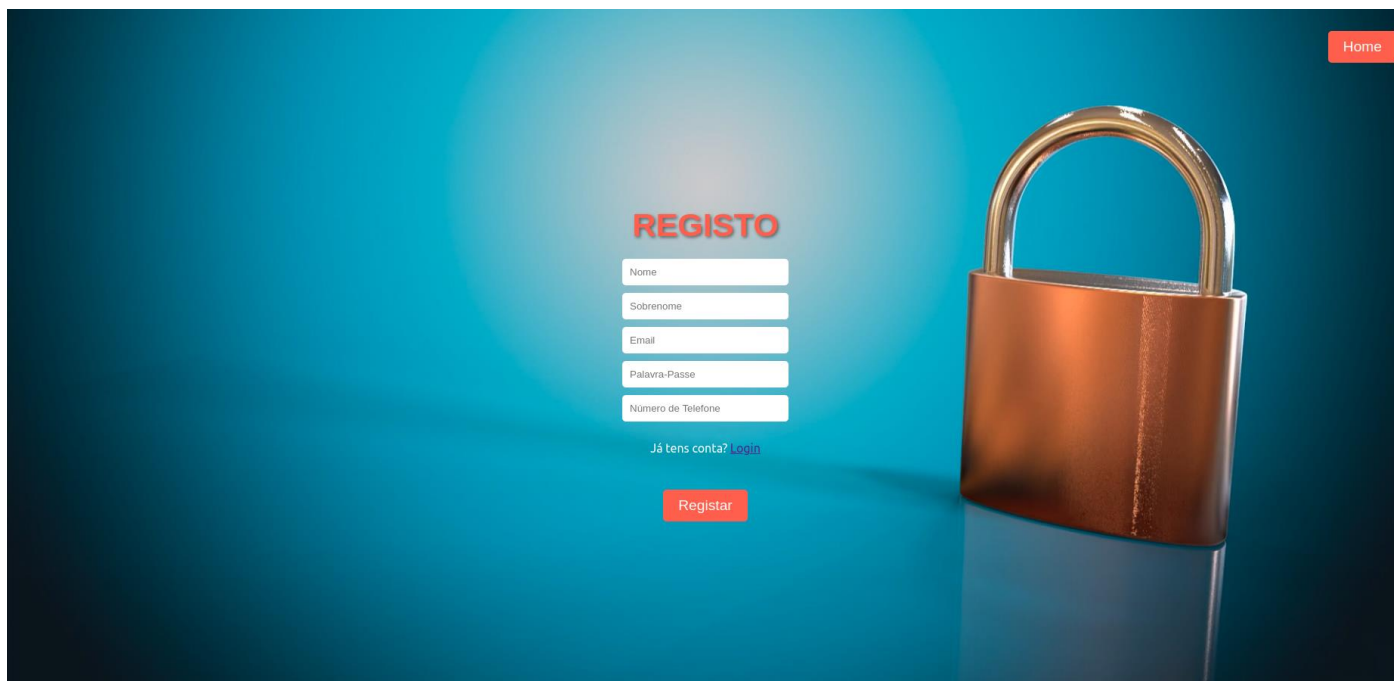 Home
REGISTO
Nome
Sobrenome
Email
Palavra-Passe
Número de Telefone
Já tens conta? Login
Registar